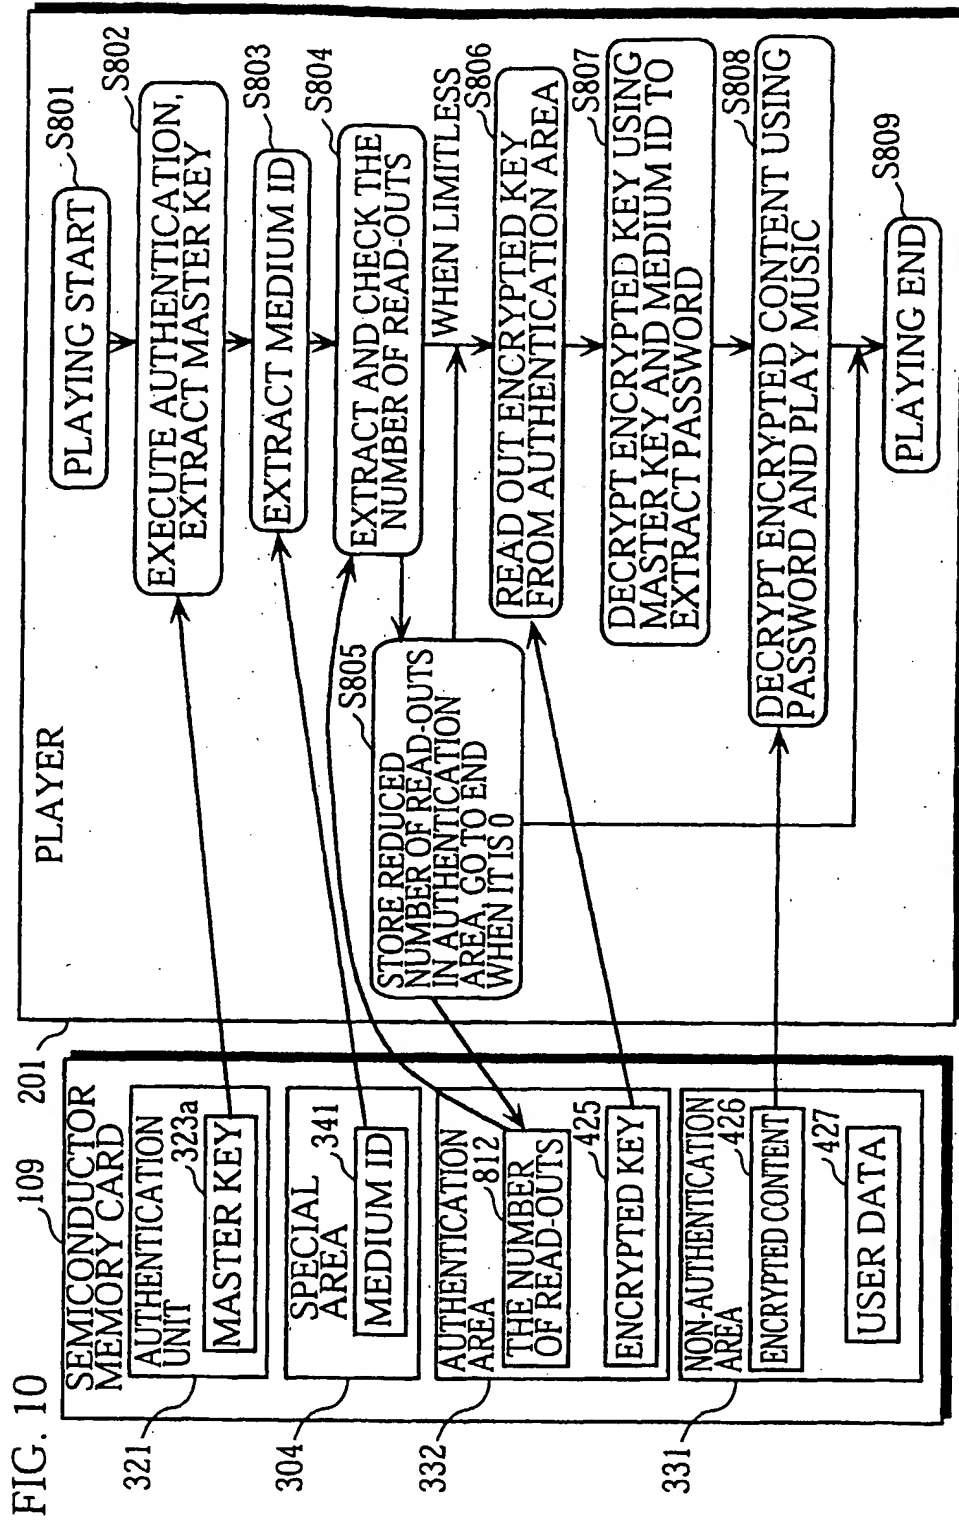 FIG. 10
SEMICONDUCTOR
MEMORY CARD
109
321
AUTHENTICATION
UNIT
323a
MASTER KEY
304
SPECIAL
AREA
341
MEDIUM ID
332
AUTHENTICATION
AREA
812
THE NUMBER
OF READ-OUTS
425
ENCRYPTED KEY
331
NON-AUTHENTICATION
AREA
426
ENCRYPTED CONTENT
427
USER DATA
201
PLAYER
PLAYING START
S801
EXECUTE AUTHENTICATION,
EXTRACT MASTER KEY
S802
EXTRACT MEDIUM ID
S803
EXTRACT AND CHECK THE
NUMBER OF READ-OUTS
S804
WHEN LIMITLESS
STORE REDUCED
NUMBER OF READ-OUTS
IN AUTHENTICATION
AREA, GO TO END
WHEN IT IS 0
S805
READ OUT ENCRYPTED KEY
FROM AUTHENTICATION AREA
S806
DECRYPT ENCRYPTED KEY USING
MASTER KEY AND MEDIUM ID TO
EXTRACT PASSWORD
S807
DECRYPT ENCRYPTED CONTENT USING
PASSWORD AND PLAY MUSIC
S808
PLAYING END
S809